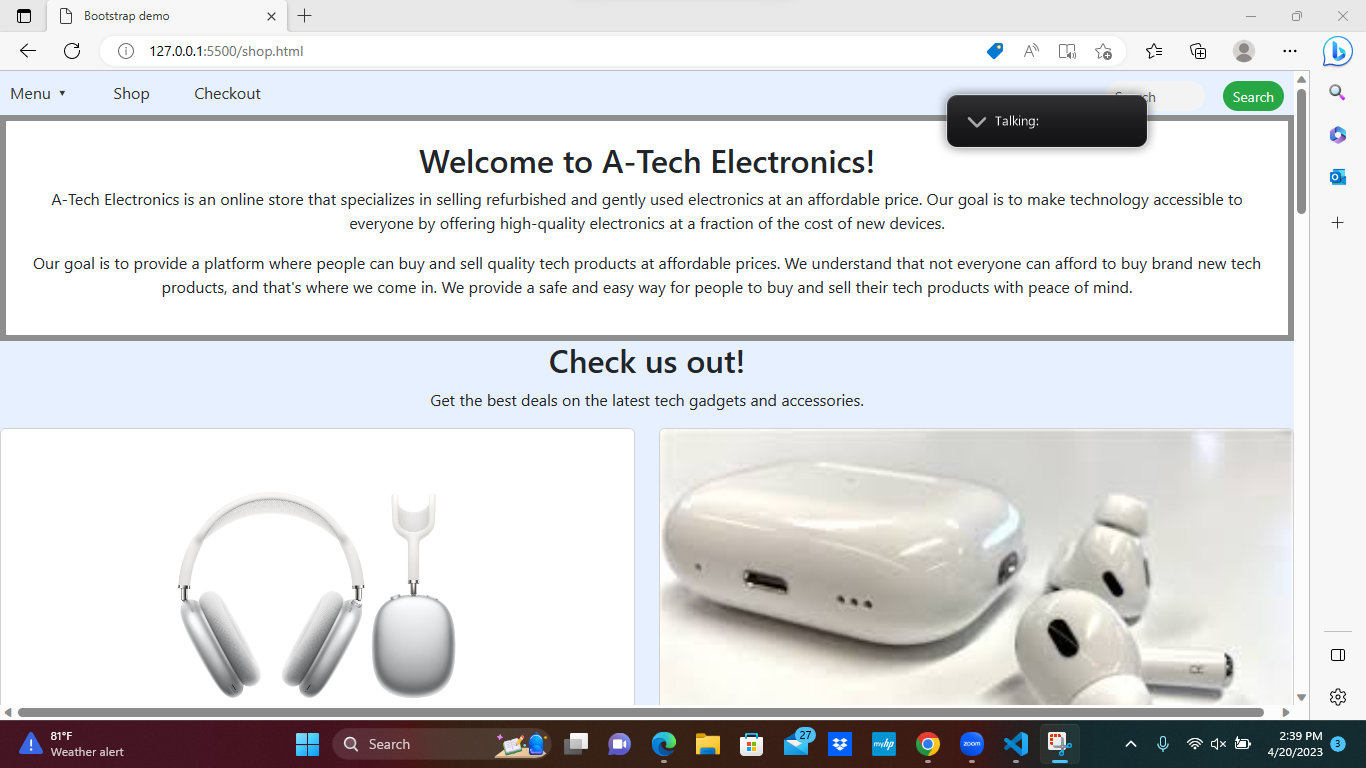 Bootstrap demo
127.0.0.1:5500/shop.html
Menu
Shop
Checkout
Search
Talking:
Welcome to A-Tech Electronics!
A-Tech Electronics is an online store that specializes in selling refurbished and gently used electronics at an affordable price. Our goal is to make technology accessible to
everyone by offering high-quality electronics at a fraction of the cost of new devices.
Our goal is to provide a platform where people can buy and sell quality tech products at affordable prices. We understand that not everyone can afford to buy brand new tech
products, and that's where we come in. We provide a safe and easy way for people to buy and sell their tech products with peace of mind.
Check us out!
Get the best deals on the latest tech gadgets and accessories.
R
81°F
Weather alert
Search
27
myhp
zoom
2:39 PM
4/20/2023
3